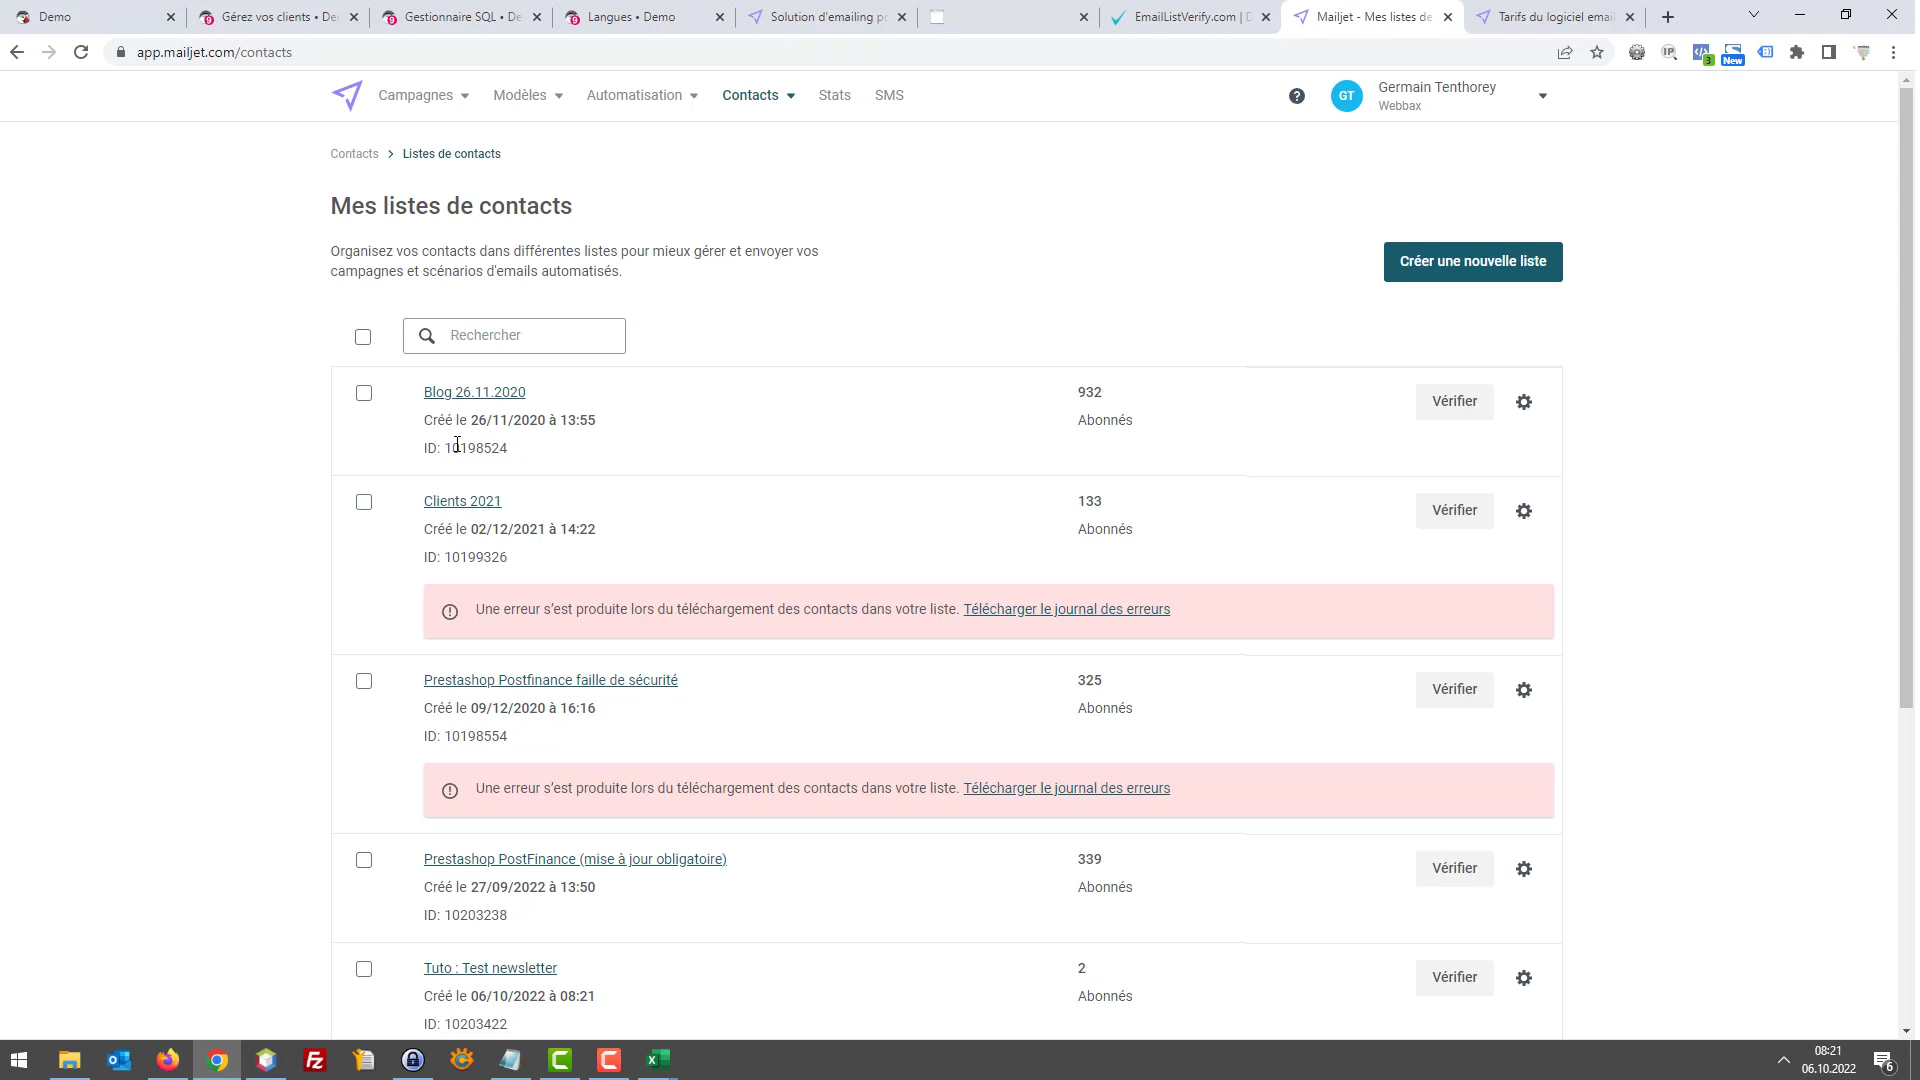 Demo
Gérez vos clients • De
Gestionnaire SQL • De
Langues • Demo
Solution d'emailing po
EmailListVerify.com | D
Mailjet - Mes listes de
Tarifs du logiciel email
app.mailjet.com/contacts
IP
3
New
Campagnes
Modèles
Automatisation
Contacts
Stats
SMS
?
GT
Germain Tenthorey
Webbax
Contacts > Listes de contacts
Mes listes de contacts
Organisez vos contacts dans différentes listes pour mieux gérer et envoyer vos
campagnes et scénarios d'emails automatisés.
Créer une nouvelle liste
Rechercher
Blog 26.11.2020
932
Vérifier
Créé le 26/11/2020 à 13:55
Abonnés
ID: 10198524
Clients 2021
133
Vérifier
Créé le 02/12/2021 à 14:22
Abonnés
ID: 10199326
Une erreur s’est produite lors du téléchargement des contacts dans votre liste. Télécharger le journal des erreurs
Prestashop Postfinance faille de sécurité
325
Vérifier
Créé le 09/12/2020 à 16:16
Abonnés
ID: 10198554
Une erreur s’est produite lors du téléchargement des contacts dans votre liste. Télécharger le journal des erreurs
Prestashop PostFinance (mise à jour obligatoire)
339
Vérifier
Créé le 27/09/2022 à 13:50
Abonnés
ID: 10203238
Tuto : Test newsletter
2
Vérifier
Créé le 06/10/2022 à 08:21
Abonnés
ID: 10203422
08:21
06.10.2022
6